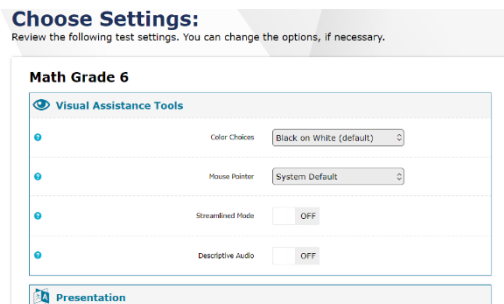 Choose Settings:
Review the following test settings. You can change the options, if necessary.
Math Grade 6
Visual Assistance Tools
Color Choices Black on White (default)
Mouse Pointer System Default
Streamlined Mode OFF
Descriptive Audio OFF
Presentation